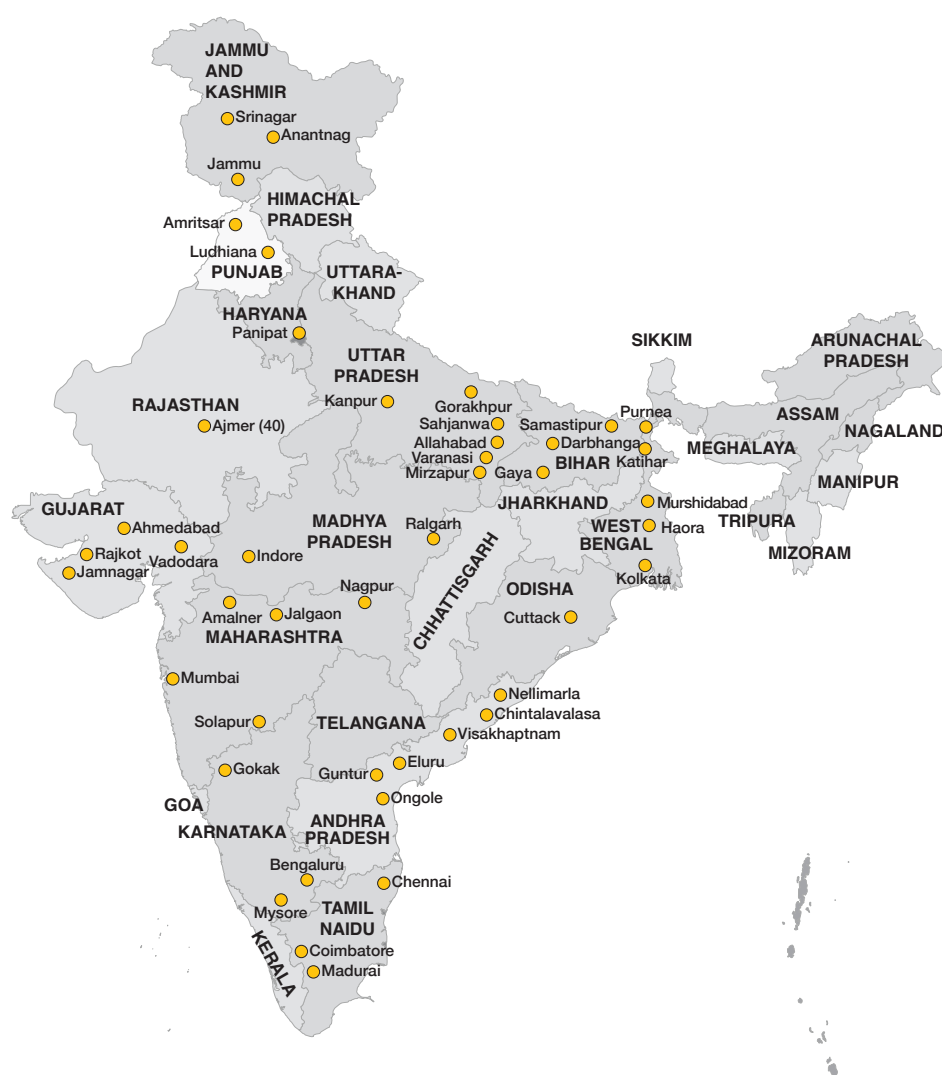 JAMMU
AND
KASHMIR
Srinagar
Anantnag
Jammu
HIMACHAL
PRADESH
Amritsar
Ludhiana
PUNJAB
UTTARA-
KHAND
HARYANA
Panipat
SIKKIM
ARUNACHAL
PRADESH
UTTAR
PRADESH
RAJASTHAN
Kanpur
Gorakhpur
Purnea
ASSAM
Ajmer (40)
Sahjanwa
Samastipur
NAGALAND
Allahabad
Darbhanga
MEGHALAYA
Varanasi
BIHAR
Katihar
Mirzapur
Gaya
MANIPUR
JHARKHAND
GUJARAT
Murshidabad
Ahmedabad
MADHYA
PRADESH
Ralgarh
WEST
BENGAL
Haora
TRIPURA
Rajkot
Vadodara
Indore
MIZORAM
Jamnagar
Kolkata
Nagpur
CHHATTISGARH
ODISHA
Amalner
Jalgaon
Cuttack
MAHARASHTRA
Mumbai
Nellimarla
Solapur
TELANGANA
Chintalavalasa
Visakhaptnam
Gokak
Guntur
Eluru
GOA
Ongole
KARNATAKA
ANDHRA
PRADESH
Bengaluru
Chennai
Mysore
TAMIL
NAIDU
KERALA
Coimbatore
Madurai